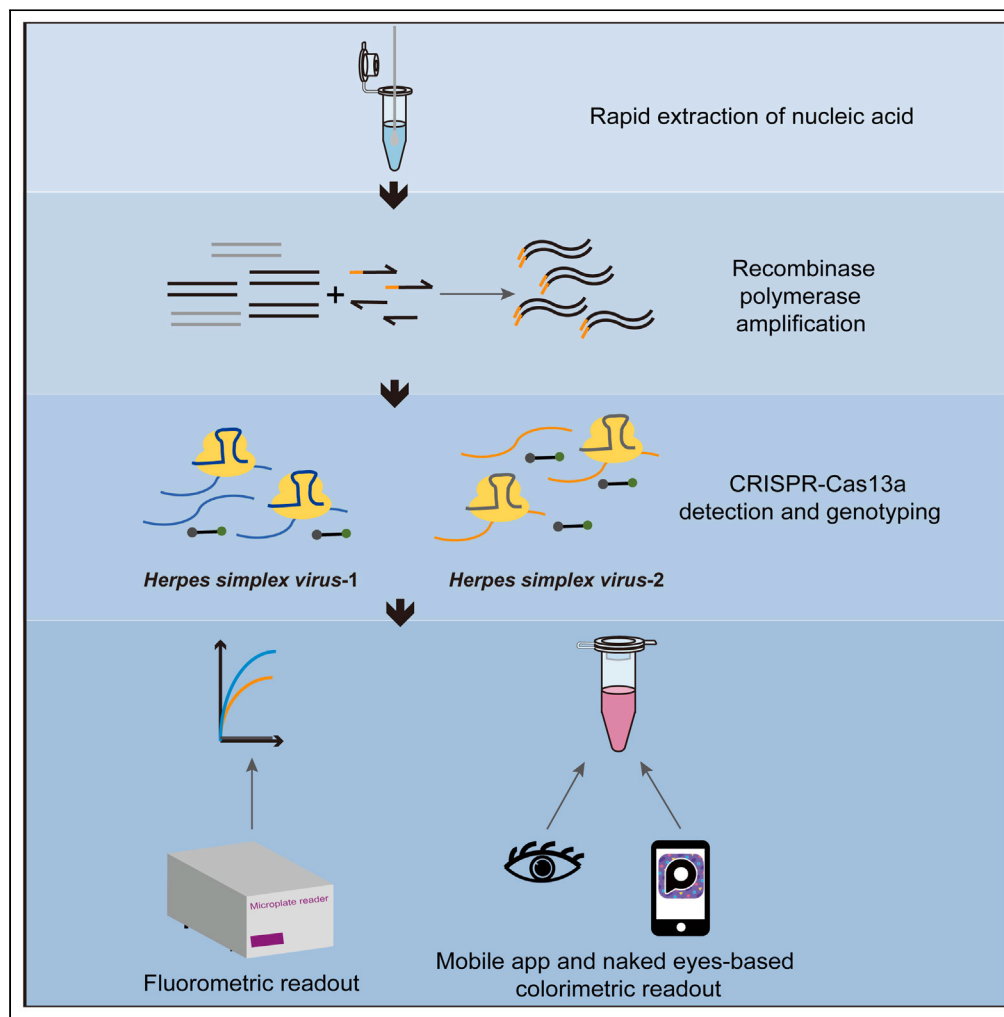 Rapid extraction of nucleic acid
Recombinase
polymerase
amplification
CRISPR-Cas13a
detection and genotyping
Herpes simplex virus-1
Herpes simplex virus-2
Microplate reader
Fluorometric readout
Mobile app and naked eyes-based
colorimetric readout